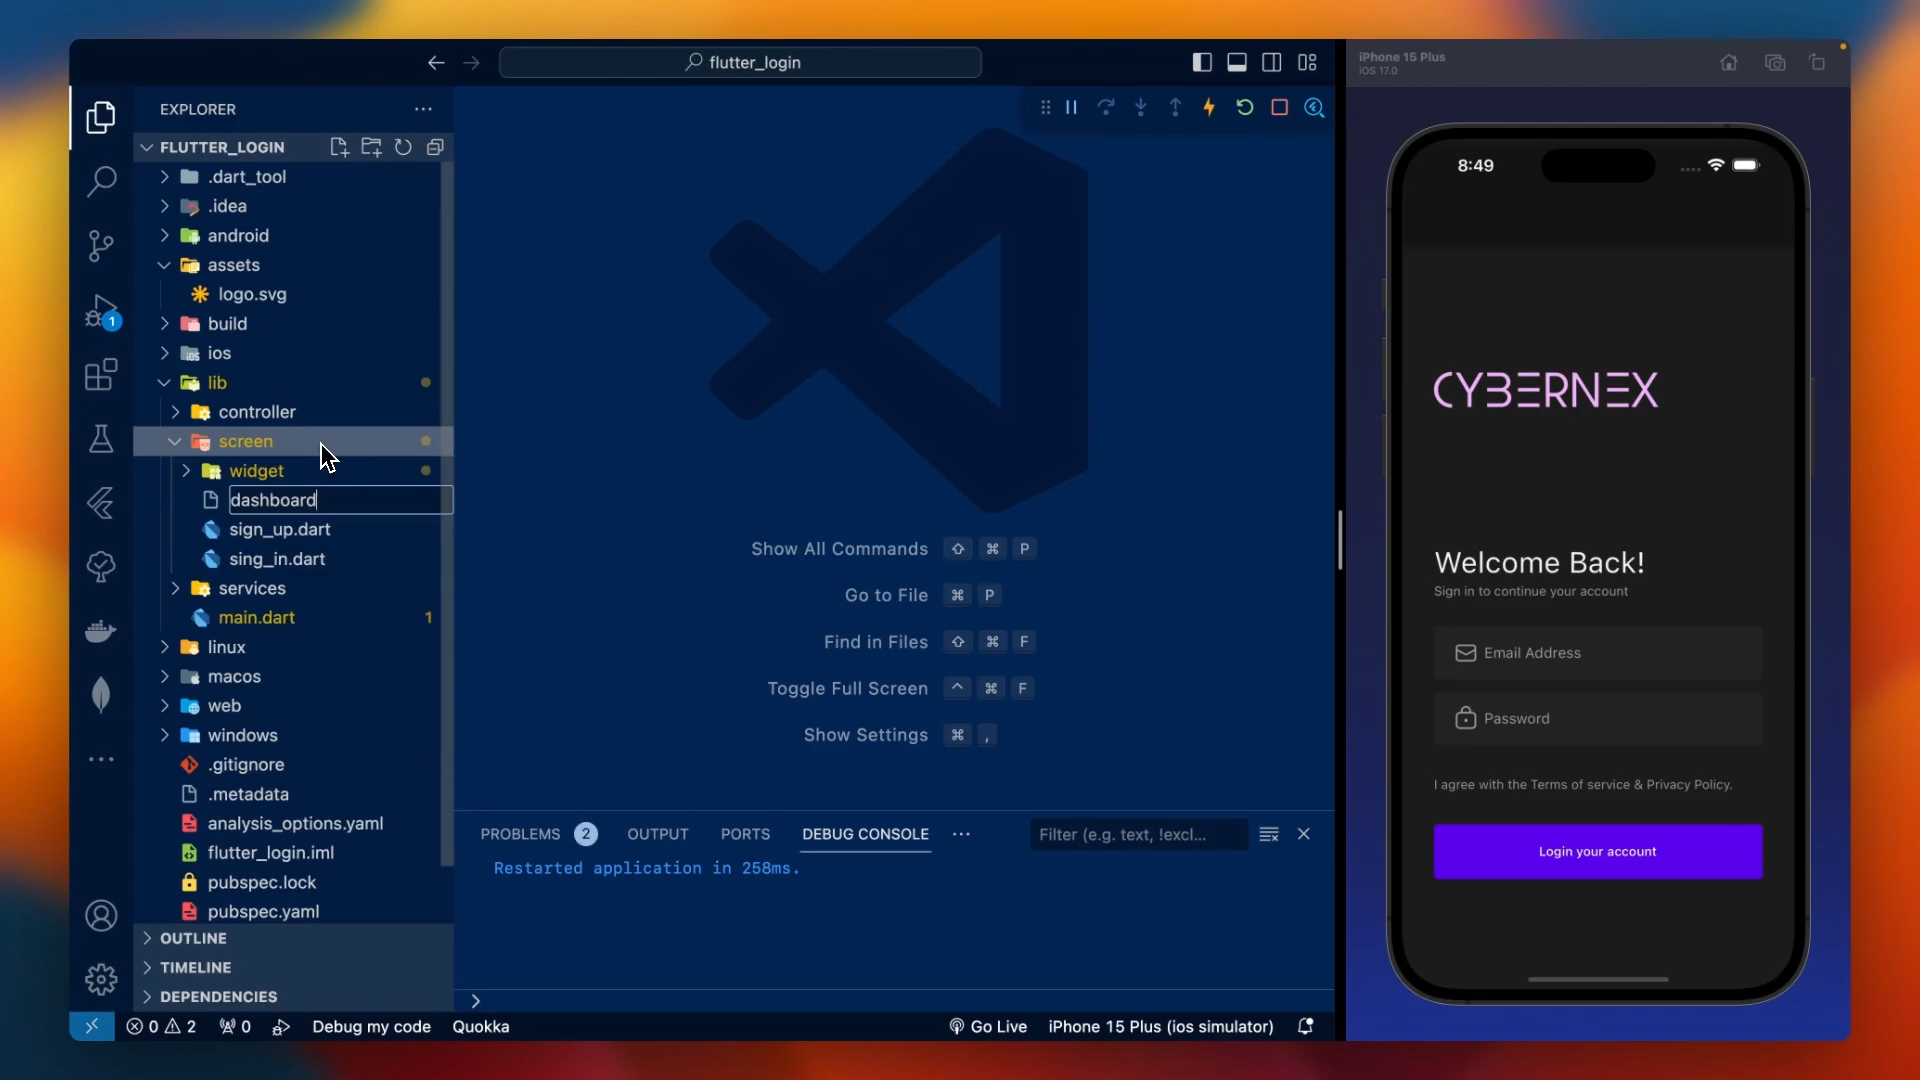 flutter_login
EXPLORER
FLUTTER_LOGIN
.dart_tool
.idea
android
assets
logo.svg
build
ios
lib
controller
screen
widget
dashboard
sign_up.dart
sing_in.dart
services
main.dart 1
linux
macos
web
windows
.gitignore
.metadata
analysis_options.yaml
flutter_login.iml
pubspec.lock
pubspec.yaml
OUTLINE
TIMELINE
DEPENDENCIES
1
Show All Commands ⇧ ⌘ P
Go to File ⌘ P
Find in Files ⇧ ⌘ F
Toggle Full Screen ^ ⌘ F
Show Settings ⌘ ,
PROBLEMS 2 OUTPUT PORTS DEBUG CONSOLE ··· Filter (e.g. text, !excl...
Restarted application in 258ms.
0 2 0 Debug my code Quokka Go Live iPhone 15 Plus (ios simulator)
iPhone 15 Plus
iOS 17.0
8:49
CYBERNEX
Welcome Back!
Sign in to continue your account
Email Address
Password
I agree with the Terms of service & Privacy Policy.
Login your account